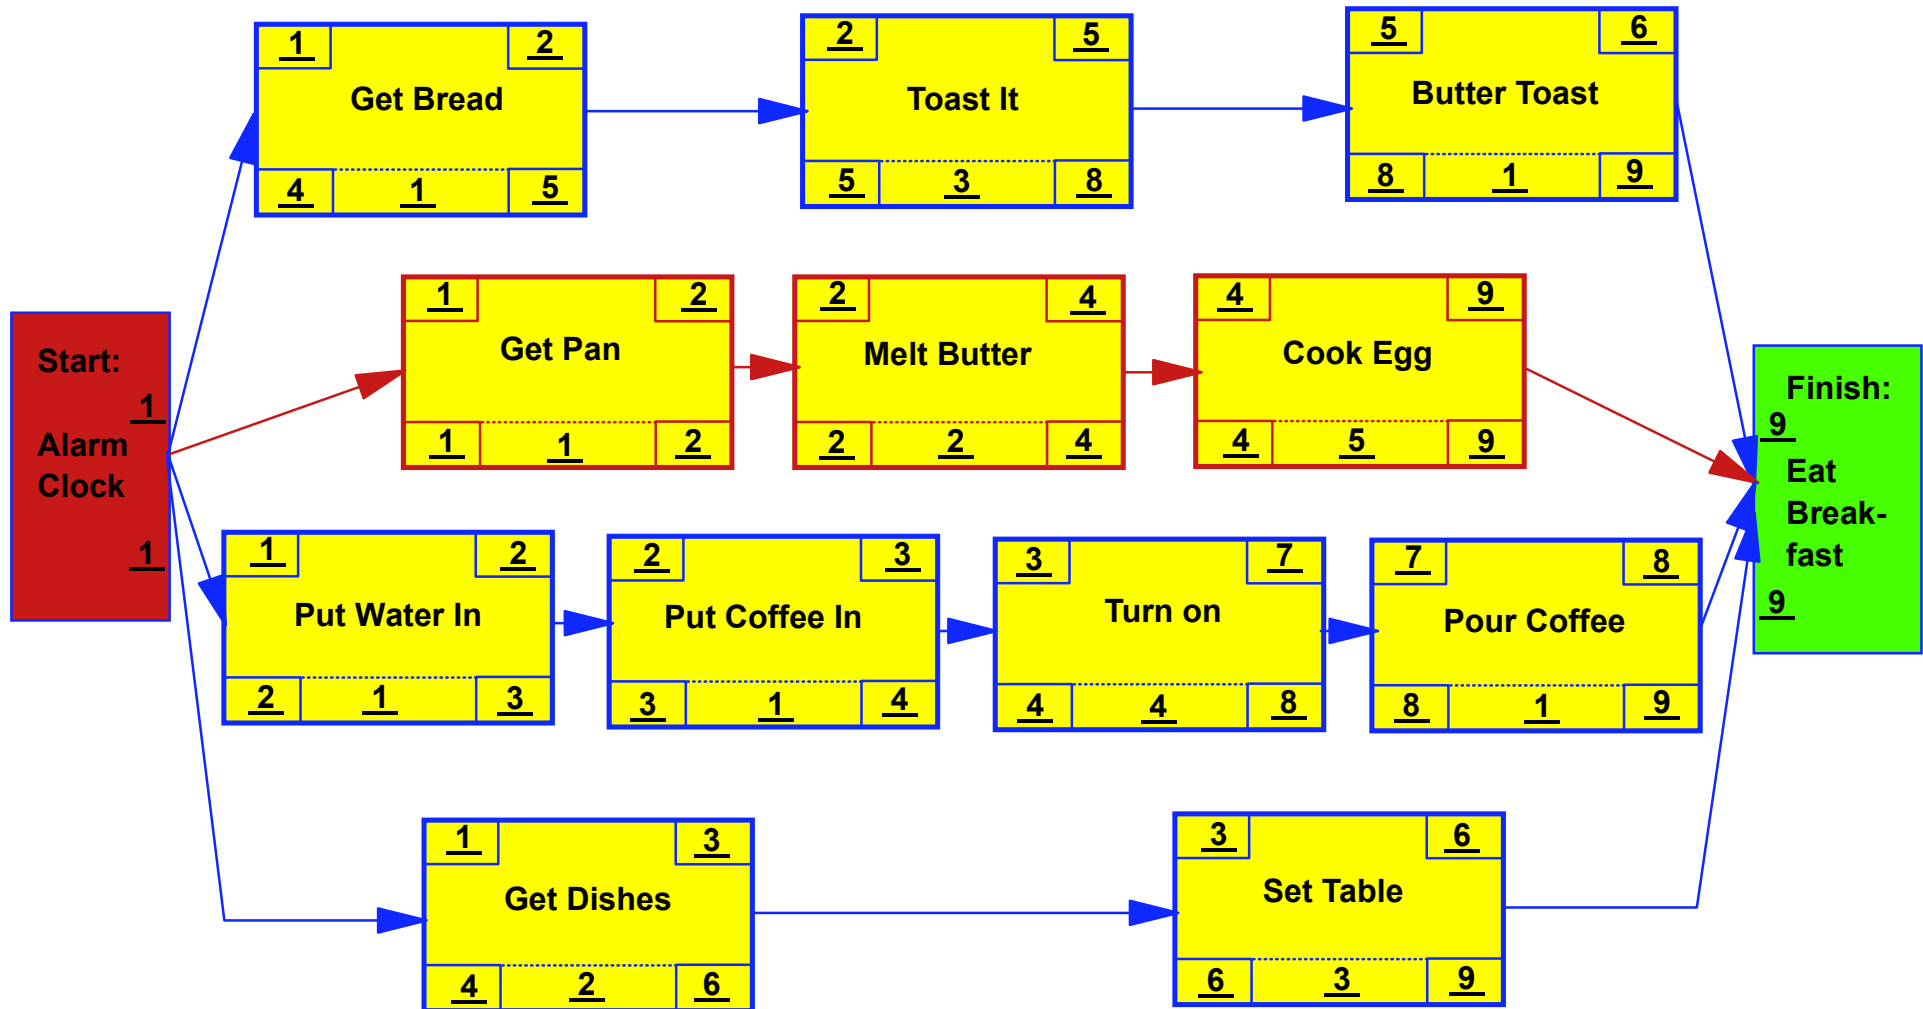 1 2
Get Bread
4 1 5
2 5
Toast It
5 3 8
5 6
Butter Toast
8 1 9
Start:
1
Alarm
Clock
1
1 2
Get Pan
1 1 2
2 4
Melt Butter
2 2 4
4 9
Cook Egg
4 5 9
1 2
Put Water In
2 1 3
2 3
Put Coffee In
3 1 4
3 7
Turn on
4 4 8
7 8
Pour Coffee
8 1 9
1 3
Get Dishes
4 2 6
3 6
Set Table
6 3 9
Finish:
9
Eat
Break-
fast
9